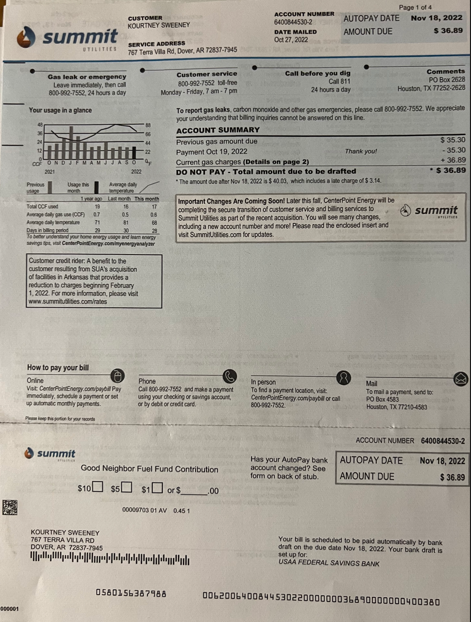 Page 1 of 4
summit
UTILITIES
CUSTOMER
KOURTNEY SWEENEY
SERVICE ADDRESS
767 Terra Villa Rd, Dover, AR 72837-7945
ACCOUNT NUMBER
6400844530-2
DATE MAILED
Oct 27, 2022
AUTOPAY DATE Nov 18, 2022
AMOUNT DUE $ 36.89
Gas leak or emergency
Leave immediately, then call
800-992-7552, 24 hours a day
Customer service
800-992-7552 toll-free
Monday - Friday, 7 am - 7 pm
Call before you dig
Call 811
24 hours a day
Comments
PO Box 2628
Houston, TX 77252-2628
Your usage in a glance
48 88
36 66
24 44
12 22
CCF O N D J F M A M J J A S O °F
2021 2022
Previous usage
Usage this month
Average daily temperature
1 year ago Last month This month
Total CCF used 19 16 17
Average daily gas use (CCF) 0.7 0.5 0.6
Average daily temperature 71 81 68
Days in billing period 29 30 28
To better understand your home energy usage and learn energy
savings tips, visit CenterPointEnergy.com/myenergyanalyzer
To report gas leaks, carbon monoxide and other gas emergencies, please call 800-992-7552. We appreciate
your understanding that billing inquiries cannot be answered on this line.
ACCOUNT SUMMARY
Previous gas amount due $ 35.30
Payment Oct 19, 2022 Thank you! - 35.30
Current gas charges (Details on page 2) + 36.89
DO NOT PAY - Total amount due to be drafted * $ 36.89
* The amount due after Nov 18, 2022 is $ 40.03, which includes a late charge of $ 3.14.
Important Changes Are Coming Soon! Later this fall, CenterPoint Energy will be
completing the secure transition of customer service and billing services to
Summit Utilities as part of the recent acquisition. You will see many changes,
including a new account number and more! Please read the enclosed insert and
visit SummitUtilities.com for updates.
summit
Customer credit rider: A benefit to the
customer resulting from SUA's acquisition
of facilities in Arkansas that provides a
reduction to charges beginning February
1, 2022. For more information, please visit
www.summitutilities.com/rates
How to pay your bill
Online
Visit: CenterPointEnergy.com/paybill Pay
immediately, schedule a payment or set
up automatic monthly payments.
Phone
Call 800-992-7552 and make a payment
using your checking or savings account,
or by debit or credit card.
In person
To find a payment location, visit:
CenterPointEnergy.com/paybill or call
800-992-7552.
Mail
To mail a payment, send to:
PO Box 4583
Houston, TX 77210-4583
Please keep this portion for your records
ACCOUNT NUMBER 6400844530-2
summit
UTILITIES
Good Neighbor Fuel Fund Contribution
$10 $5 $1 or $ .00
Has your AutoPay bank
account changed? See
form on back of stub.
AUTOPAY DATE Nov 18, 2022
AMOUNT DUE $ 36.89
00009703 01 AV 0.45 1
KOURTNEY SWEENEY
767 TERRA VILLA RD
DOVER, AR 72837-7945
Your bill is scheduled to be paid automatically by bank
draft on the due date Nov 18, 2022. Your bank draft is
set up for:
USAA FEDERAL SAVINGS BANK
000001